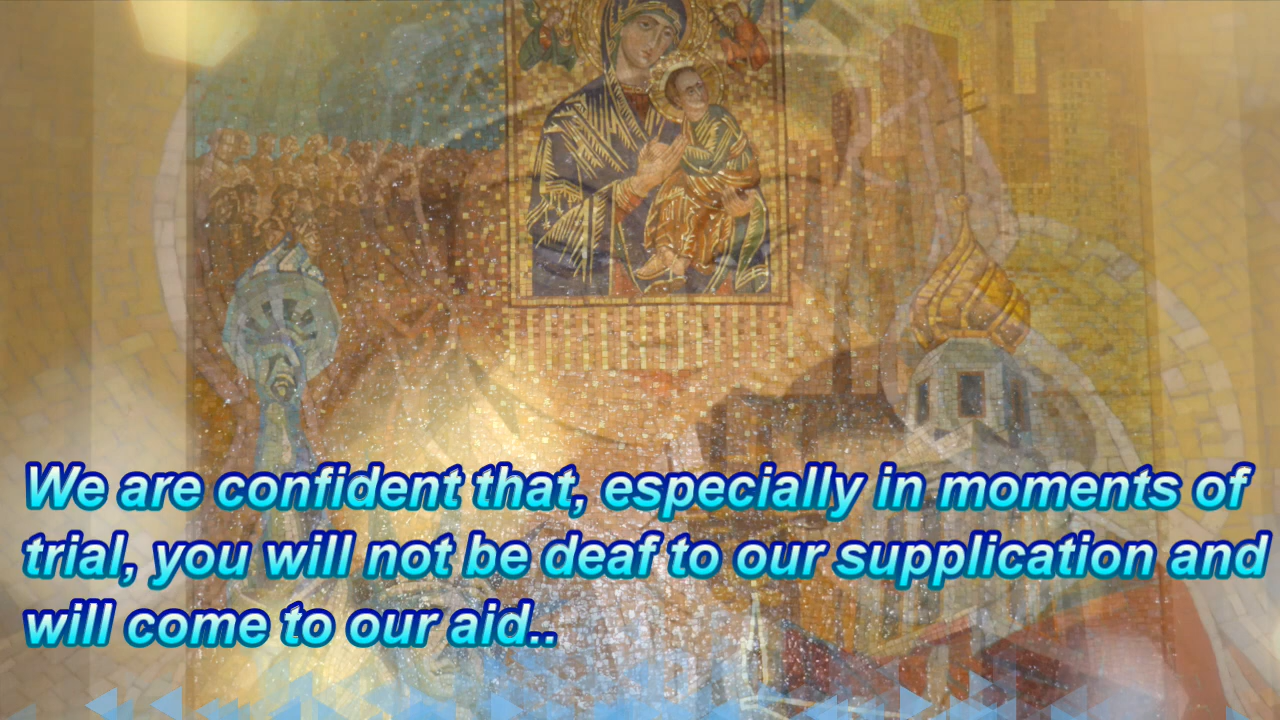 We are confident that, especially in moments of
trial, you will not be deaf to our supplication and
will come to our aid..